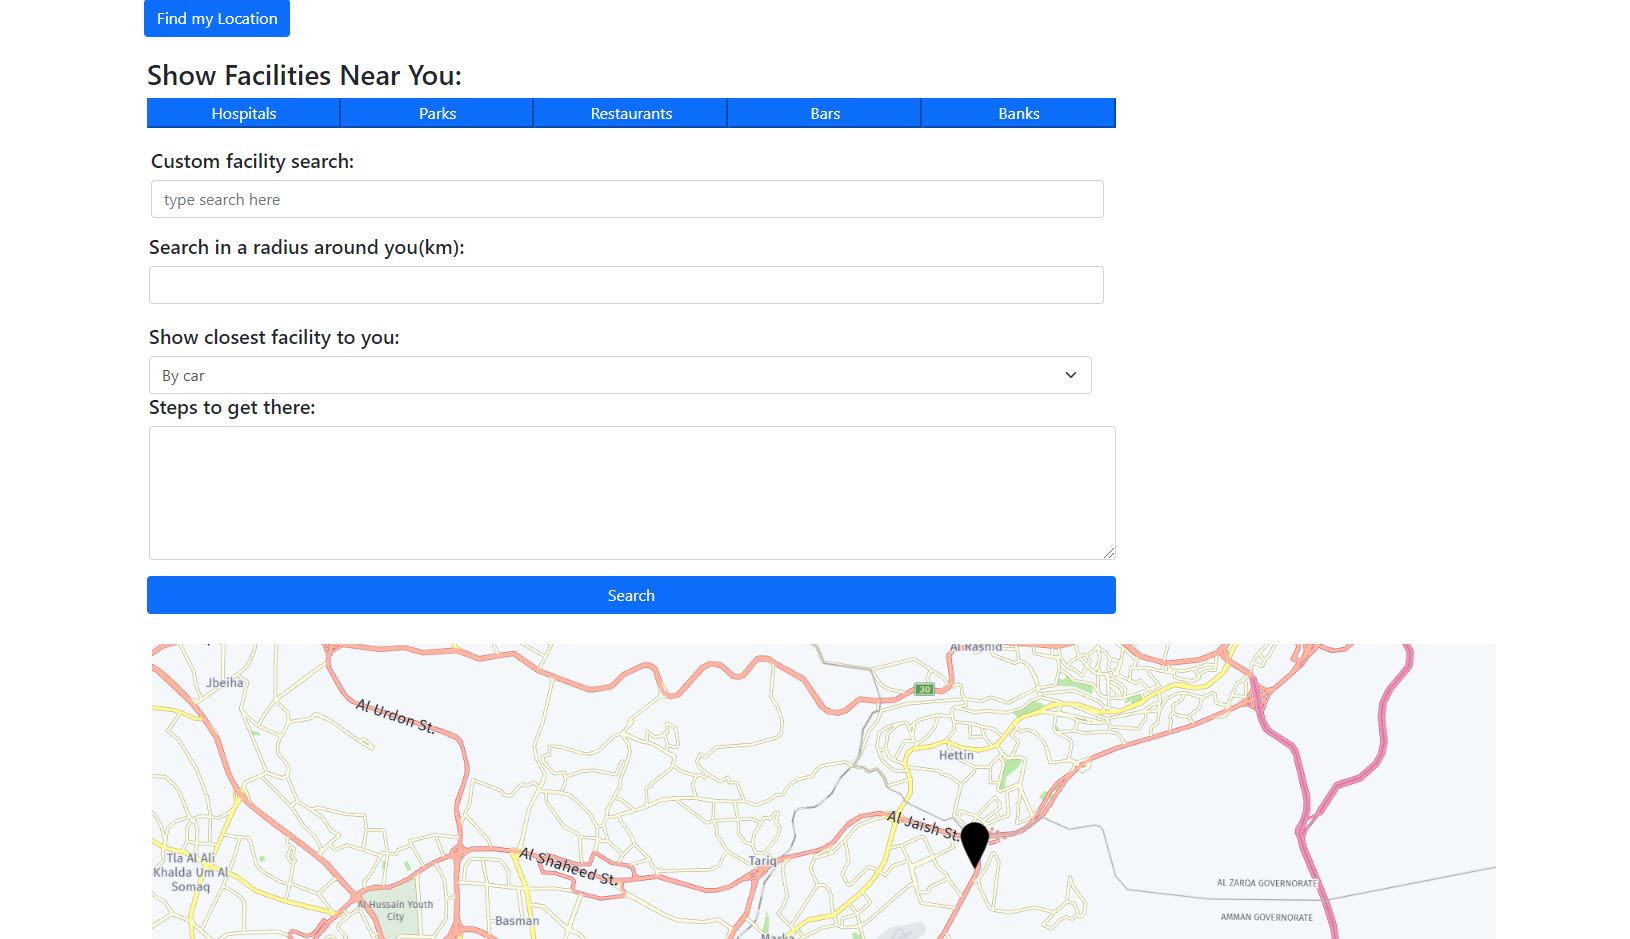 Find my Location
Show Facilities Near You:
Hospitals Parks Restaurants Bars Banks
Custom facility search:
type search here
Search in a radius around you(km):
Show closest facility to you:
By car
Steps to get there:
Search
Al Rashid
Jbeiha
30
Al Urdon St.
Hettin
Al Jaish St.
Al Shaheed St.
Tariq
Tla Al Ali
Khalda Um Al
Somaq
AL ZARQA GOVERNORATE
Al Hussain Youth
City
AMMAN GOVERNORATE
Basman
Marka